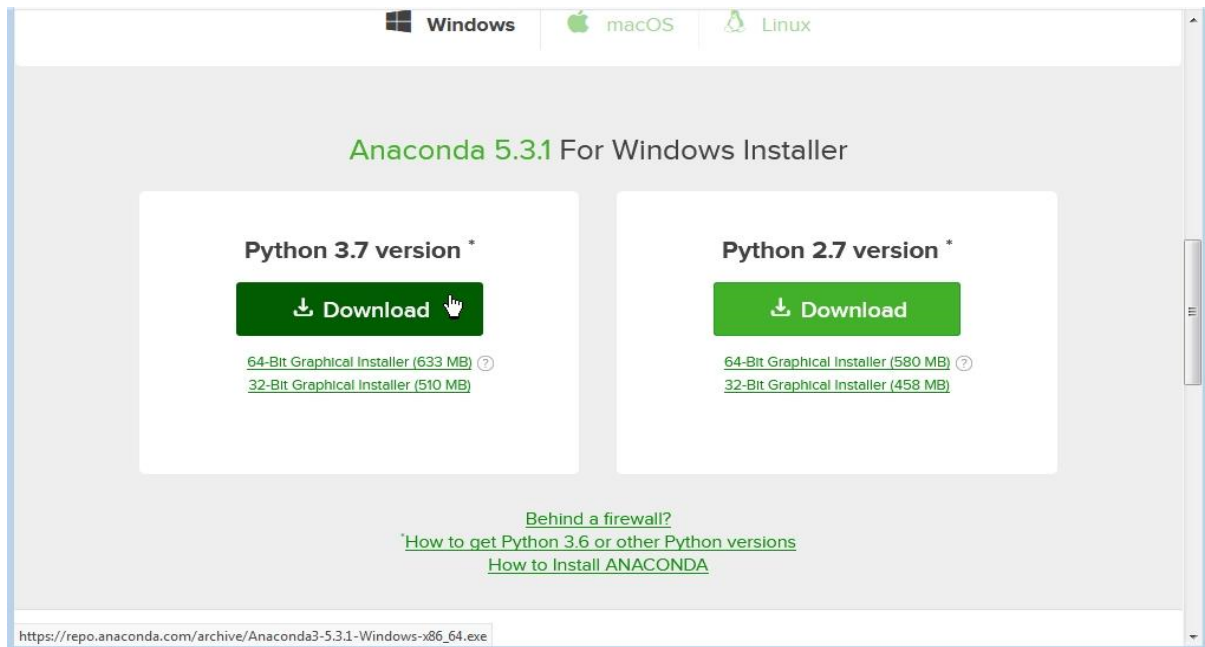 Windows macOS Linux
Anaconda 5.3.1 For Windows Installer
Python 3.7 version *
Download
64-Bit Graphical Installer (633 MB) ?
32-Bit Graphical Installer (510 MB)
Python 2.7 version *
Download
64-Bit Graphical Installer (580 MB) ?
32-Bit Graphical Installer (458 MB)
Behind a firewall?
*How to get Python 3.6 or other Python versions
How to Install ANACONDA
https://repo.anaconda.com/archive/Anaconda3-5.3.1-Windows-x86_64.exe